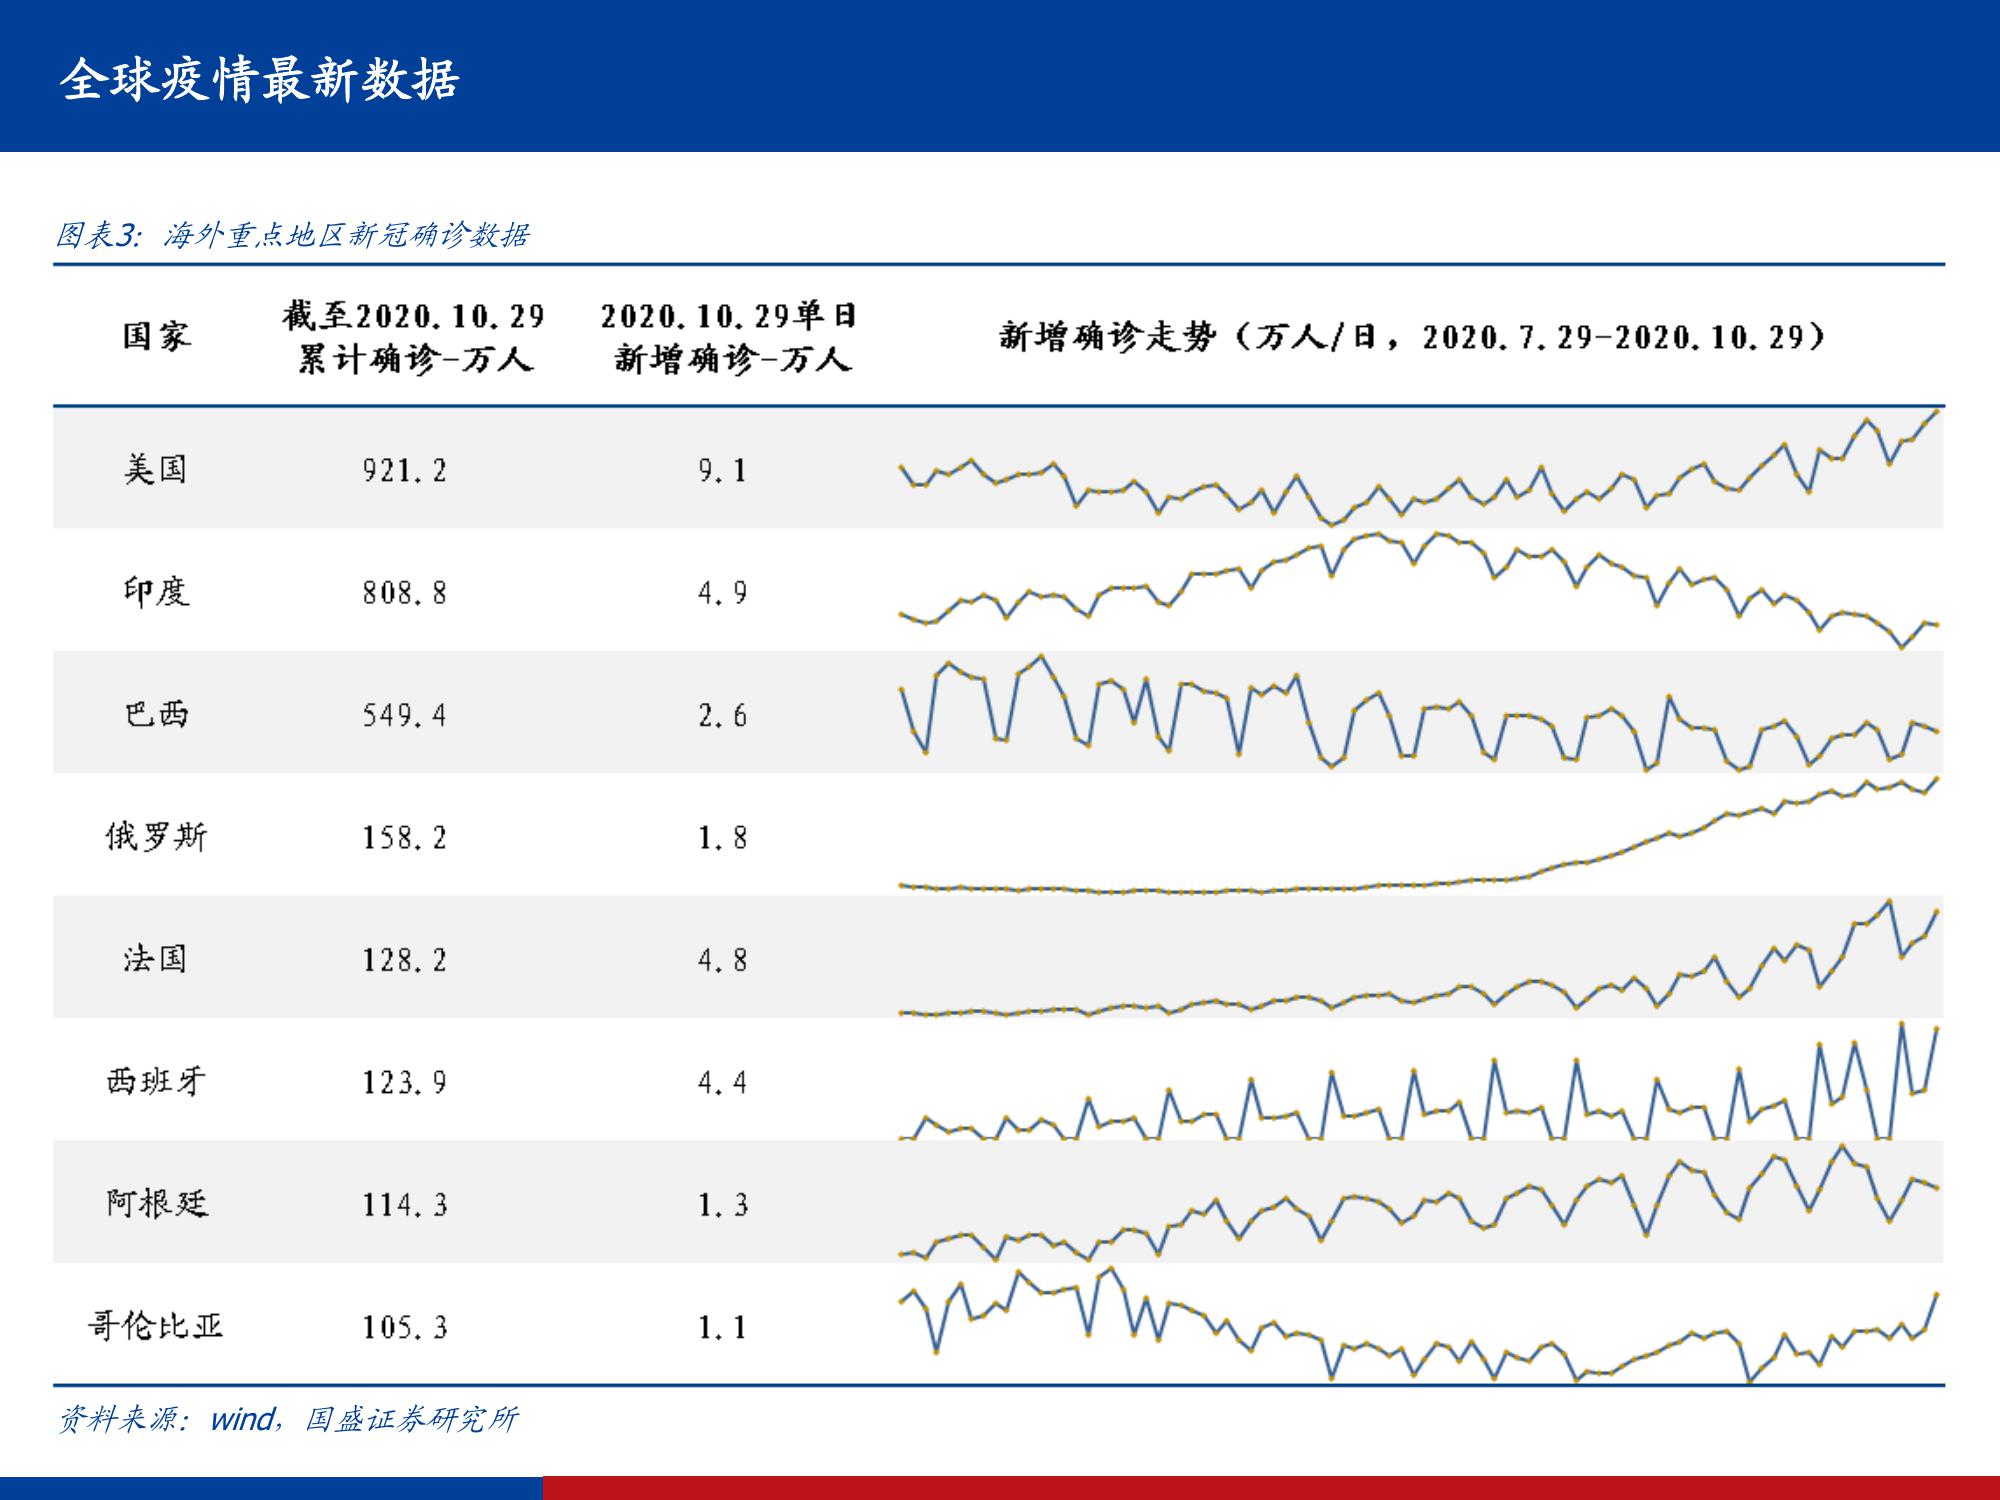 全球疫情最新数据
图表3：海外重点地区新冠确诊数据
国家 截至2020.10.29累计确诊-万人 2020.10.29单日新增确诊-万人 新增确诊走势（万人/日，2020.7.29-2020.10.29）
美国 921.2 9.1
印度 808.8 4.9
巴西 549.4 2.6
俄罗斯 158.2 1.8
法国 128.2 4.8
西班牙 123.9 4.4
阿根廷 114.3 1.3
哥伦比亚 105.3 1.1
资料来源：wind，国盛证券研究所